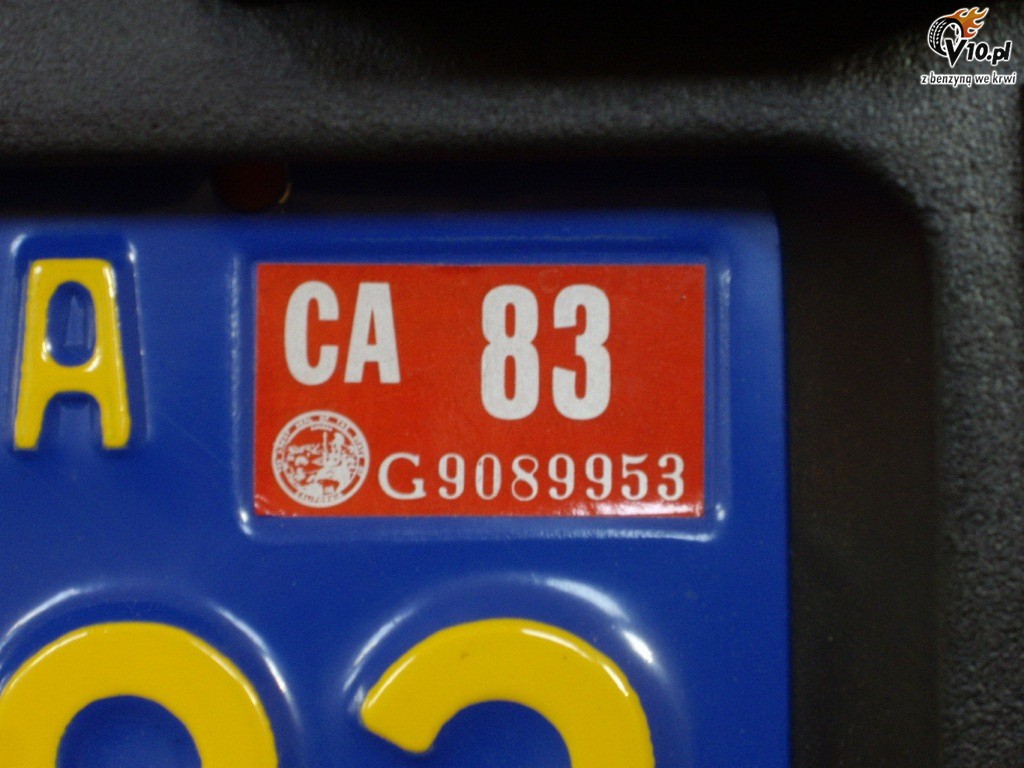 V10.pl
z benzyną we krwi
A
CA 83
G9089953